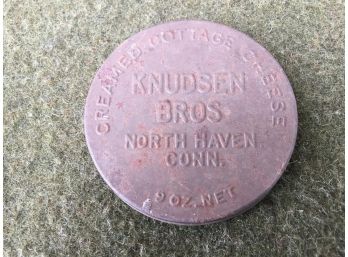 CREAMED COTTAGE CHEESE
KNUDSEN
BROS
NORTH HAVEN
CONN.
9 OZ. NET